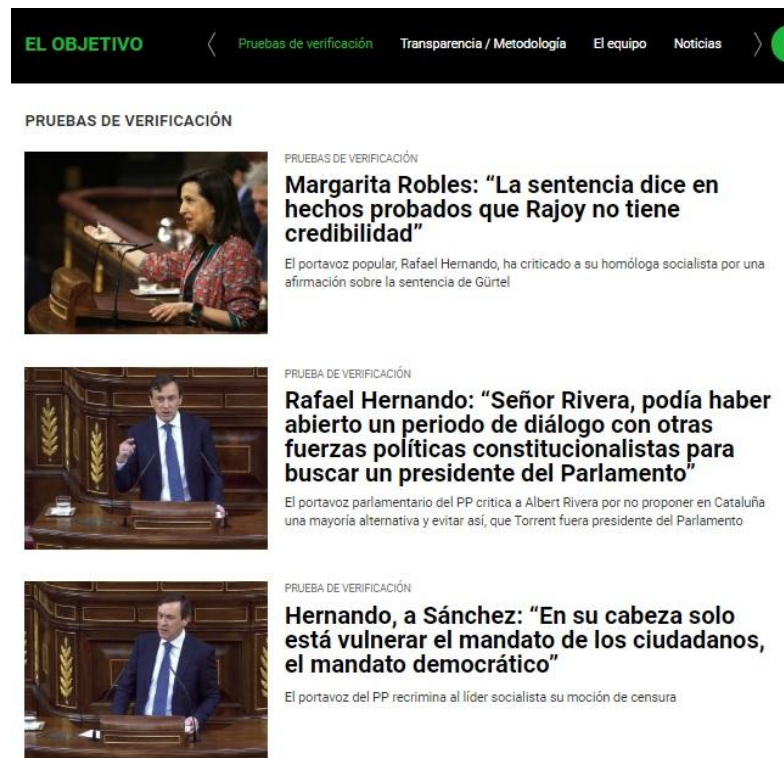 EL OBJETIVO
Pruebas de verificación
Transparencia / Metodología
El equipo
Noticias
PRUEBAS DE VERIFICACIÓN
PRUEBAS DE VERIFICACIÓN
Margarita Robles: “La sentencia dice en
hechos probados que Rajoy no tiene
credibilidad”
El portavoz popular, Rafael Hernando, ha criticado a su homóloga socialista por una
afirmación sobre la sentencia de Gürtel
PRUEBA DE VERIFICACIÓN
Rafael Hernando: “Señor Rivera, podía haber
abierto un periodo de diálogo con otras
fuerzas políticas constitucionalistas para
buscar un presidente del Parlamento”
El portavoz parlamentario del PP critica a Albert Rivera por no proponer en Cataluña
una mayoría alternativa y evitar así, que Torrent fuera presidente del Parlamento
PRUEBA DE VERIFICACIÓN
Hernando, a Sánchez: “En su cabeza solo
está vulnerar el mandato de los ciudadanos,
el mandato democrático”
El portavoz del PP recrimina al líder socialista su moción de censura